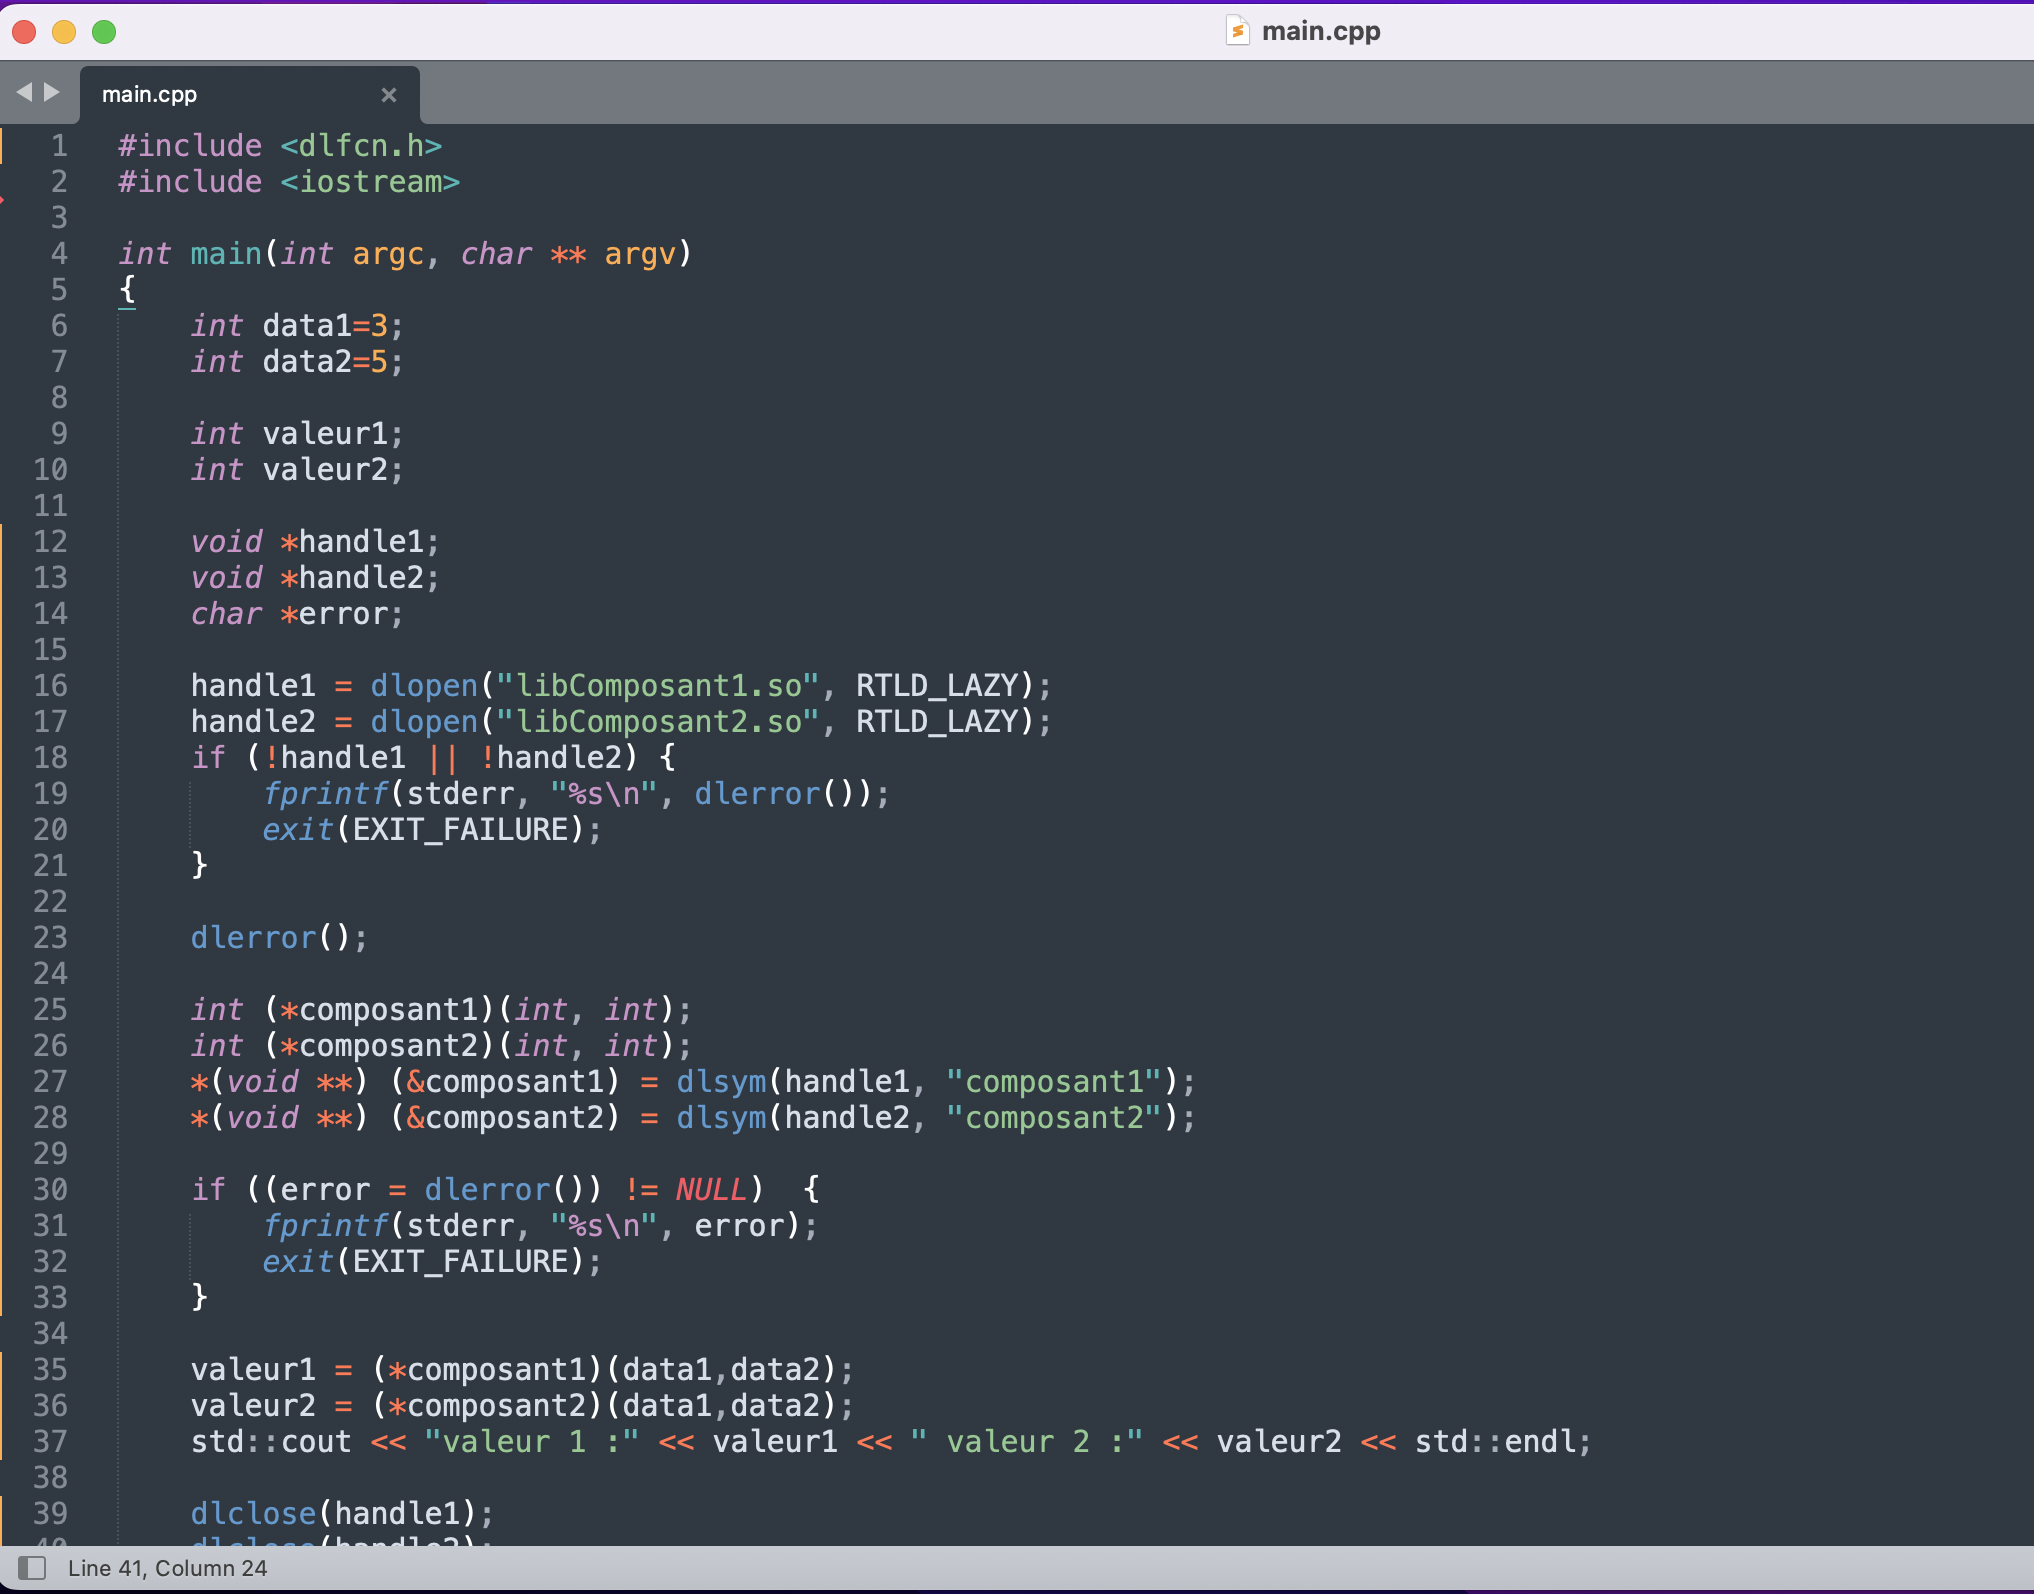 main.cpp
main.cpp ×
1 #include <dlfcn.h>
2 #include <iostream>
3
4 int main(int argc, char ** argv)
5 {
6     int data1=3;
7     int data2=5;
8
9     int valeur1;
10     int valeur2;
11
12     void *handle1;
13     void *handle2;
14     char *error;
15
16     handle1 = dlopen("libComposant1.so", RTLD_LAZY);
17     handle2 = dlopen("libComposant2.so", RTLD_LAZY);
18     if (!handle1 || !handle2) {
19         fprintf(stderr, "%s\n", dlerror());
20         exit(EXIT_FAILURE);
21     }
22
23     dlerror();
24
25     int (*composant1)(int, int);
26     int (*composant2)(int, int);
27     *(void **) (&composant1) = dlsym(handle1, "composant1");
28     *(void **) (&composant2) = dlsym(handle2, "composant2");
29
30     if ((error = dlerror()) != NULL)  {
31         fprintf(stderr, "%s\n", error);
32         exit(EXIT_FAILURE);
33     }
34
35     valeur1 = (*composant1)(data1,data2);
36     valeur2 = (*composant2)(data1,data2);
37     std::cout << "valeur 1 :" << valeur1 << " valeur 2 :" << valeur2 << std::endl;
38
39     dlclose(handle1);
40     dlclose(handle2);
Line 41, Column 24